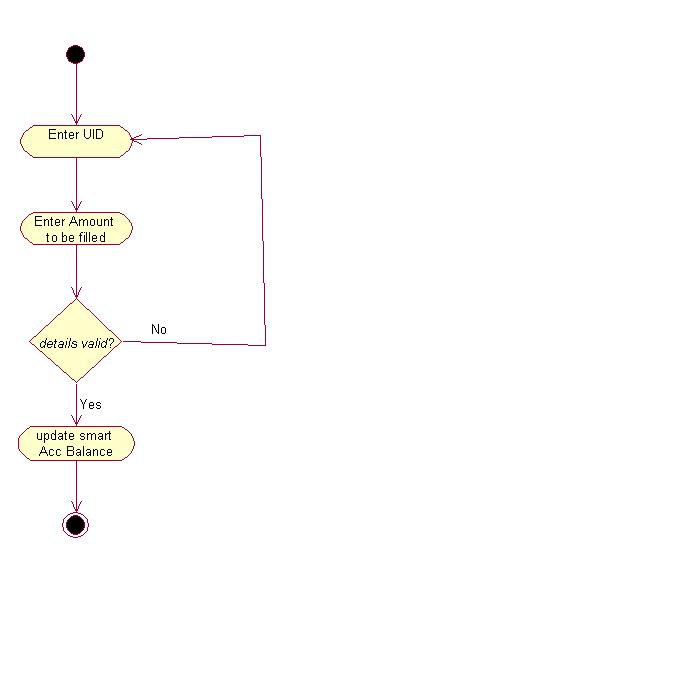 Enter UID
Enter Amount
to be filled
No
details valid?
Yes
update smart
Acc Balance